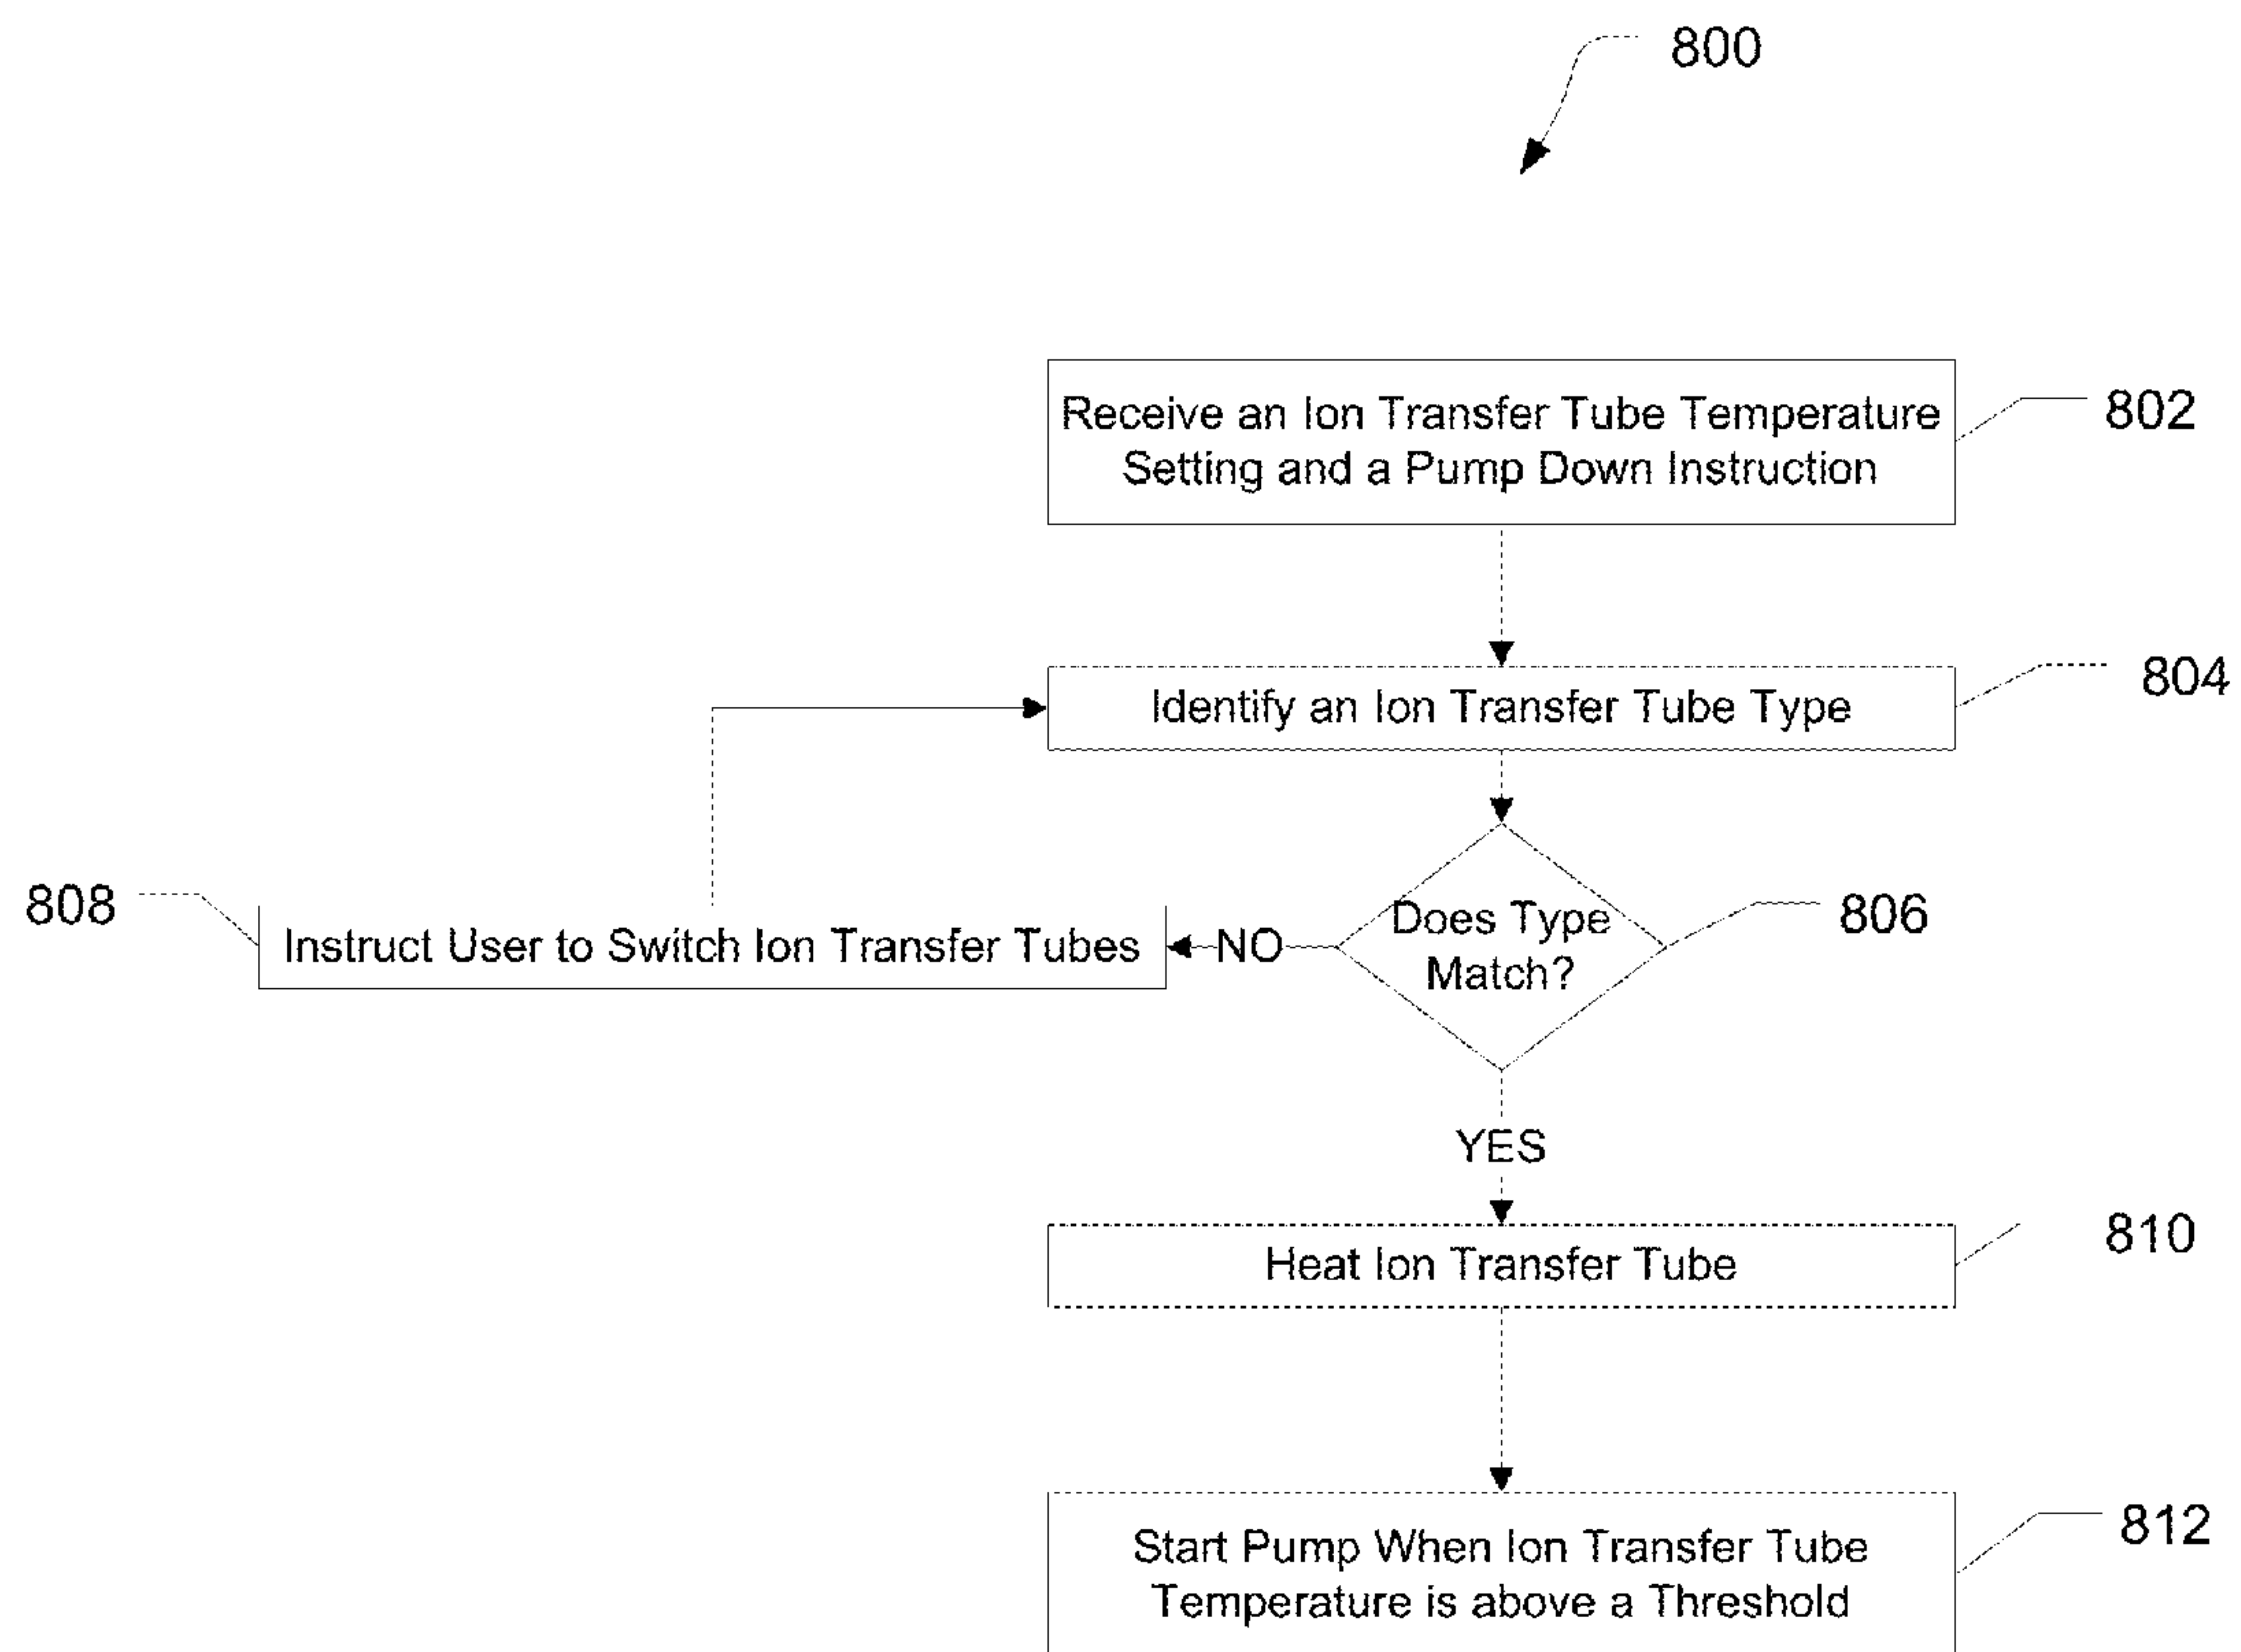 800
Receive an Ion Transfer Tube Temperature
Setting and a Pump Down Instruction
802
Identify an Ion Transfer Tube Type
804
808
Instruct User to Switch Ion Transfer Tubes
NO
Does Type
Match?
806
YES
Heat Ion Transfer Tube
810
Start Pump When Ion Transfer Tube
Temperature is above a Threshold
812